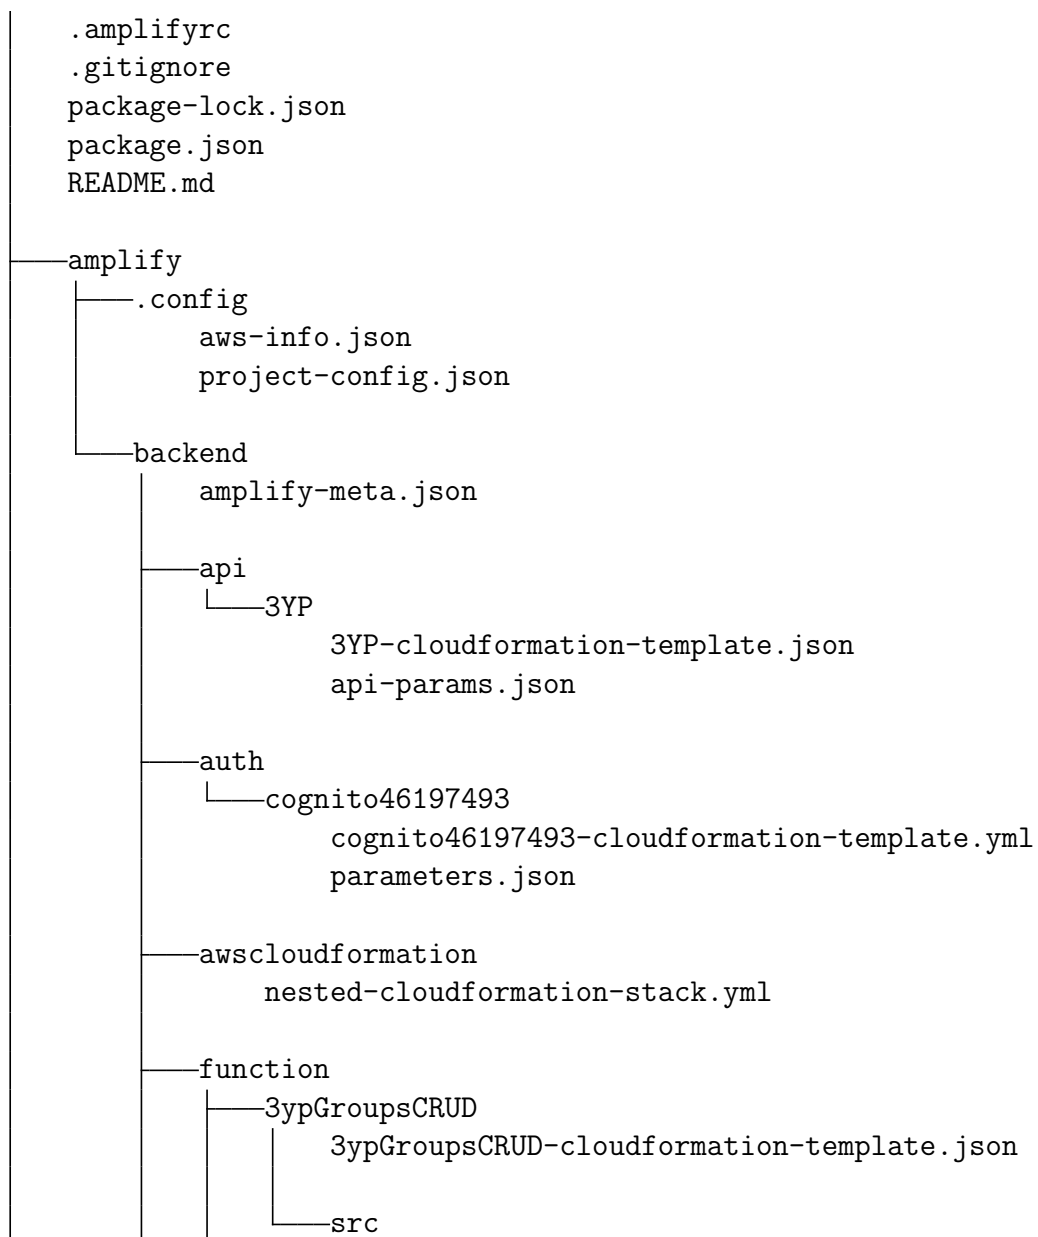 .amplifyrc
.gitignore
package-lock.json
package.json
README.md
amplify
.config
aws-info.json
project-config.json
backend
amplify-meta.json
api
3YP
3YP-cloudformation-template.json
api-params.json
auth
cognito46197493
cognito46197493-cloudformation-template.yml
parameters.json
awscloudformation
nested-cloudformation-stack.yml
function
3ypGroupsCRUD
3ypGroupsCRUD-cloudformation-template.json
src